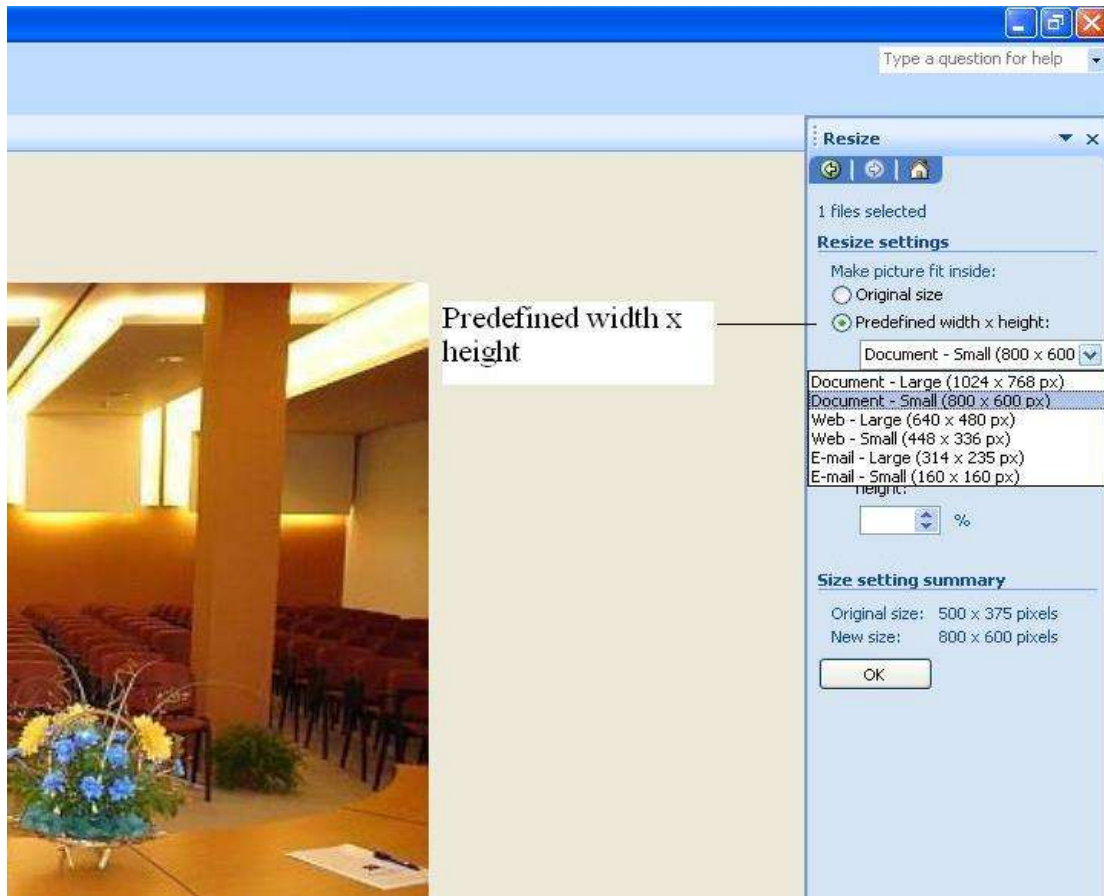 Type a question for help
Resize
1 files selected
Resize settings
Make picture fit inside:
Original size
Predefined width x height:
Document - Small (800 x 600
Document - Large (1024 x 768 px)
Document - Small (800 x 600 px)
Web - Large (640 x 480 px)
Web - Small (448 x 336 px)
E-mail - Large (314 x 235 px)
E-mail - Small (160 x 160 px)
height:
%
Size setting summary
Original size: 500 x 375 pixels
New size: 800 x 600 pixels
OK
Predefined width x
height